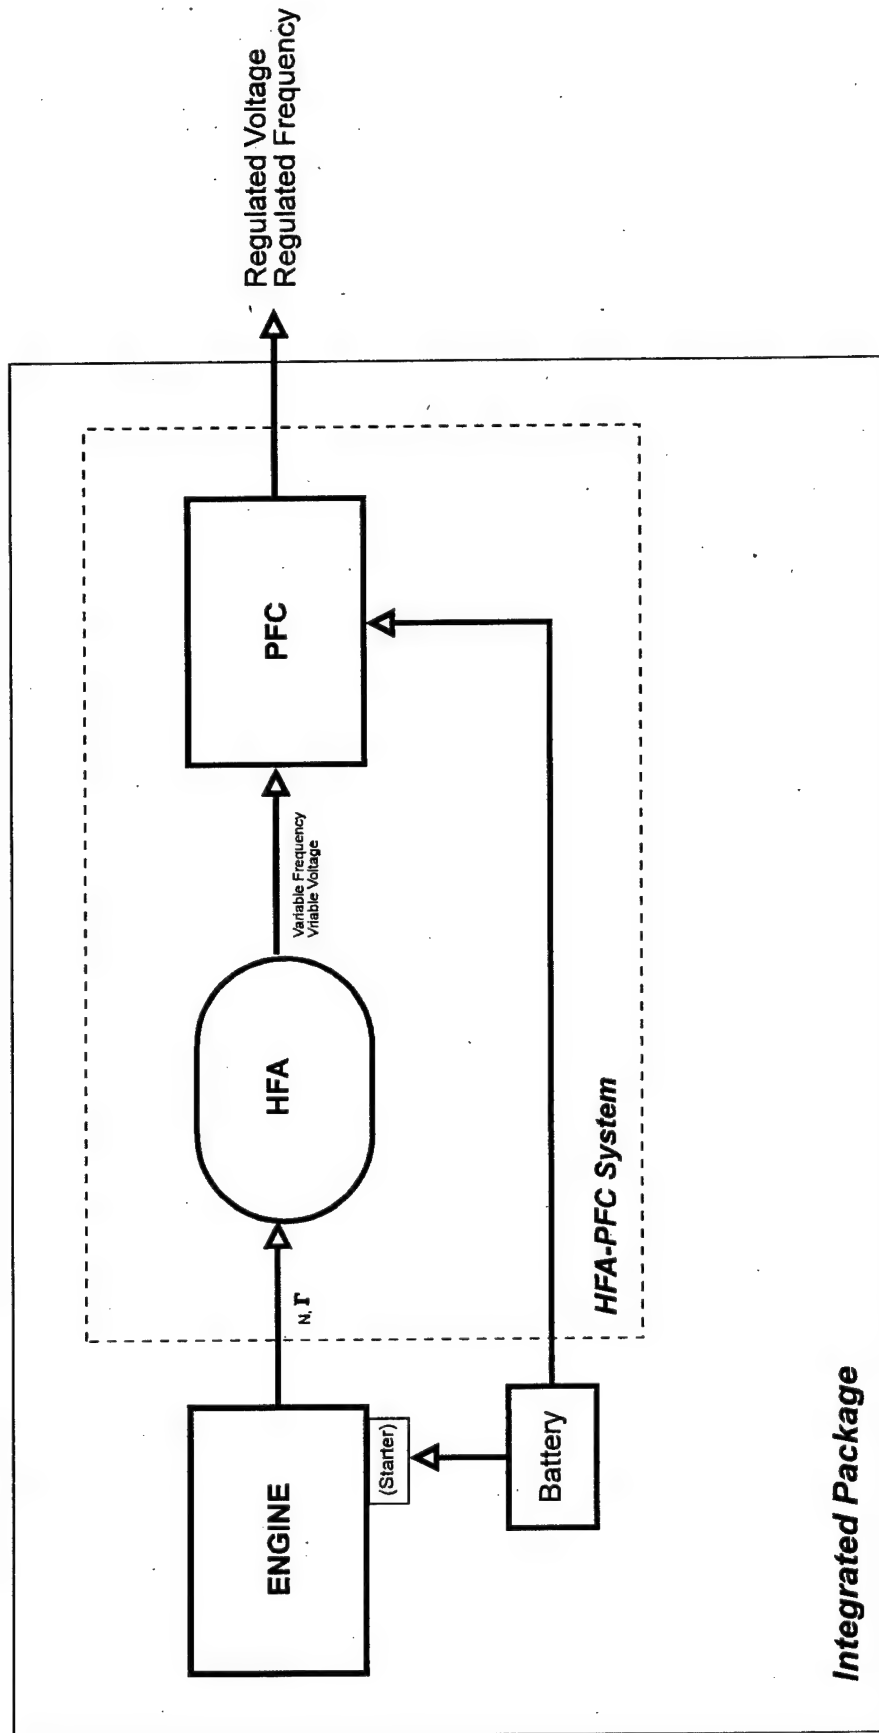 Regulated Voltage
Regulated Frequency
ENGINE
(Starter)
N, Γ
HFA
Variable Frequency
Vriable Voltage
PFC
Battery
HFA-PFC System
Integrated Package